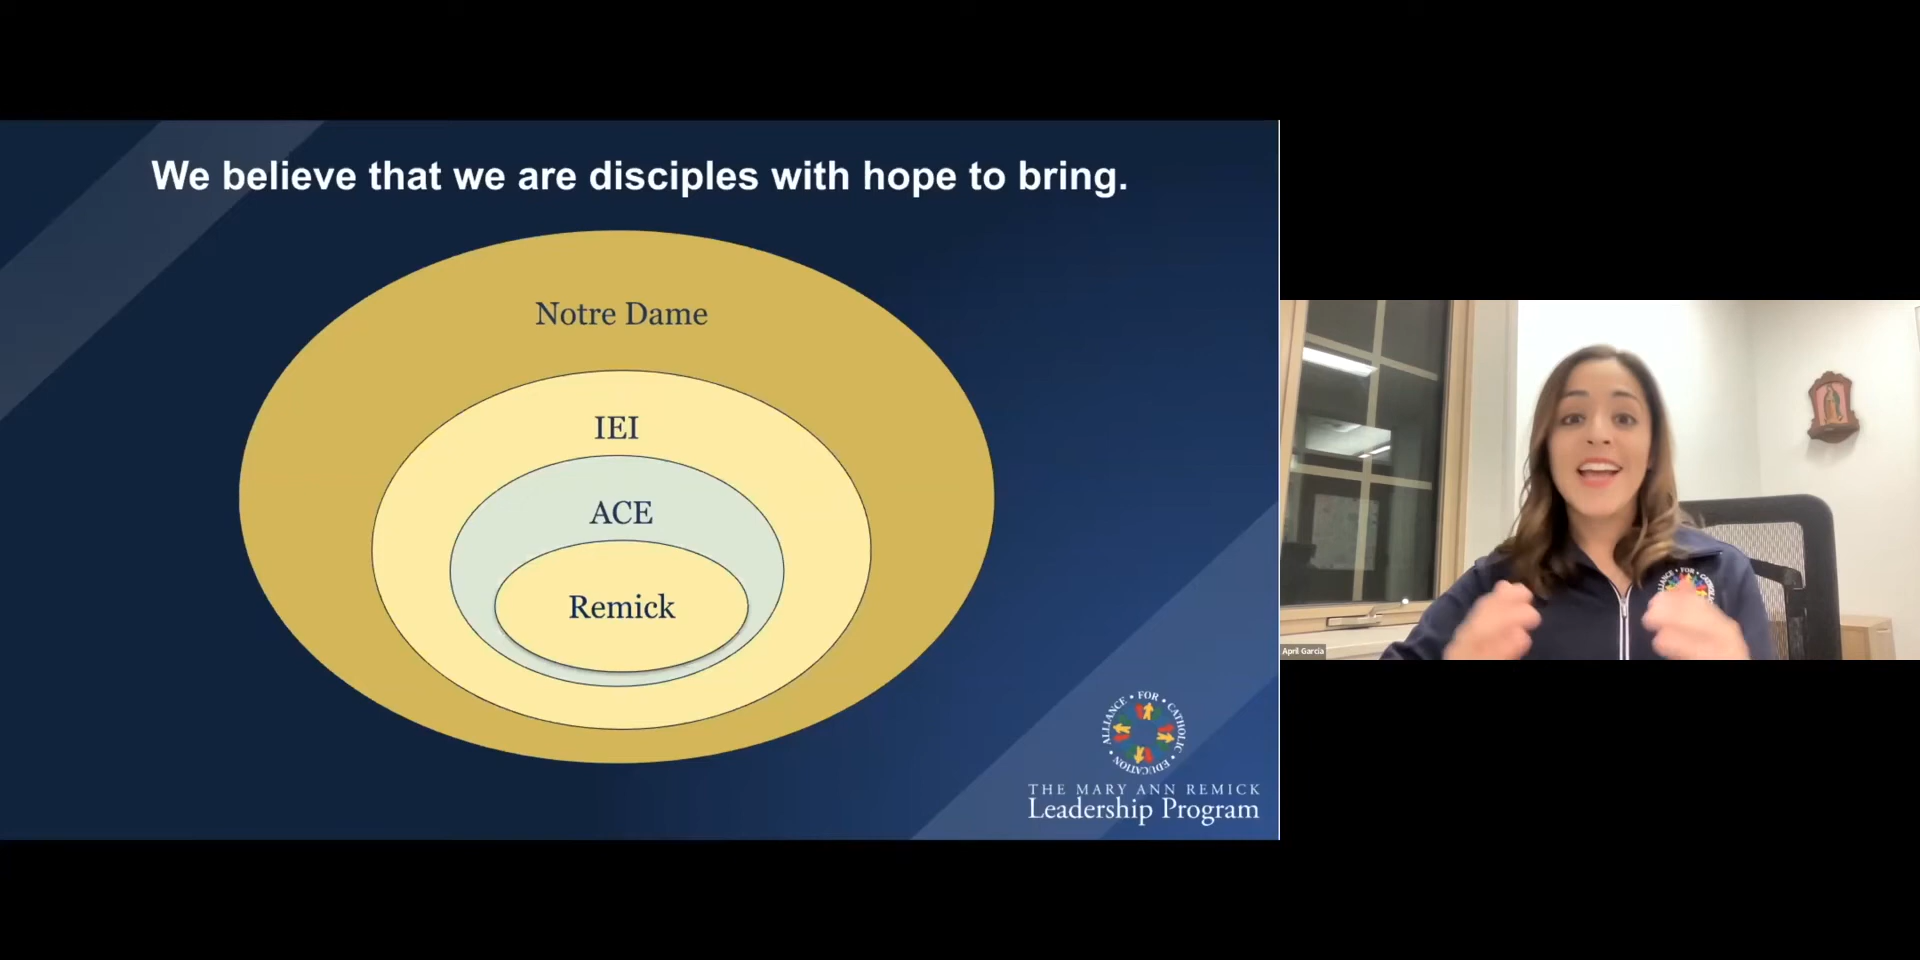 We believe that we are disciples with hope to bring.
Notre Dame
IEI
ACE
Remick
ALLIANCE • FOR • CATHOLIC • EDUCATION •
THE MARY ANN REMICK
Leadership Program
April Garcia